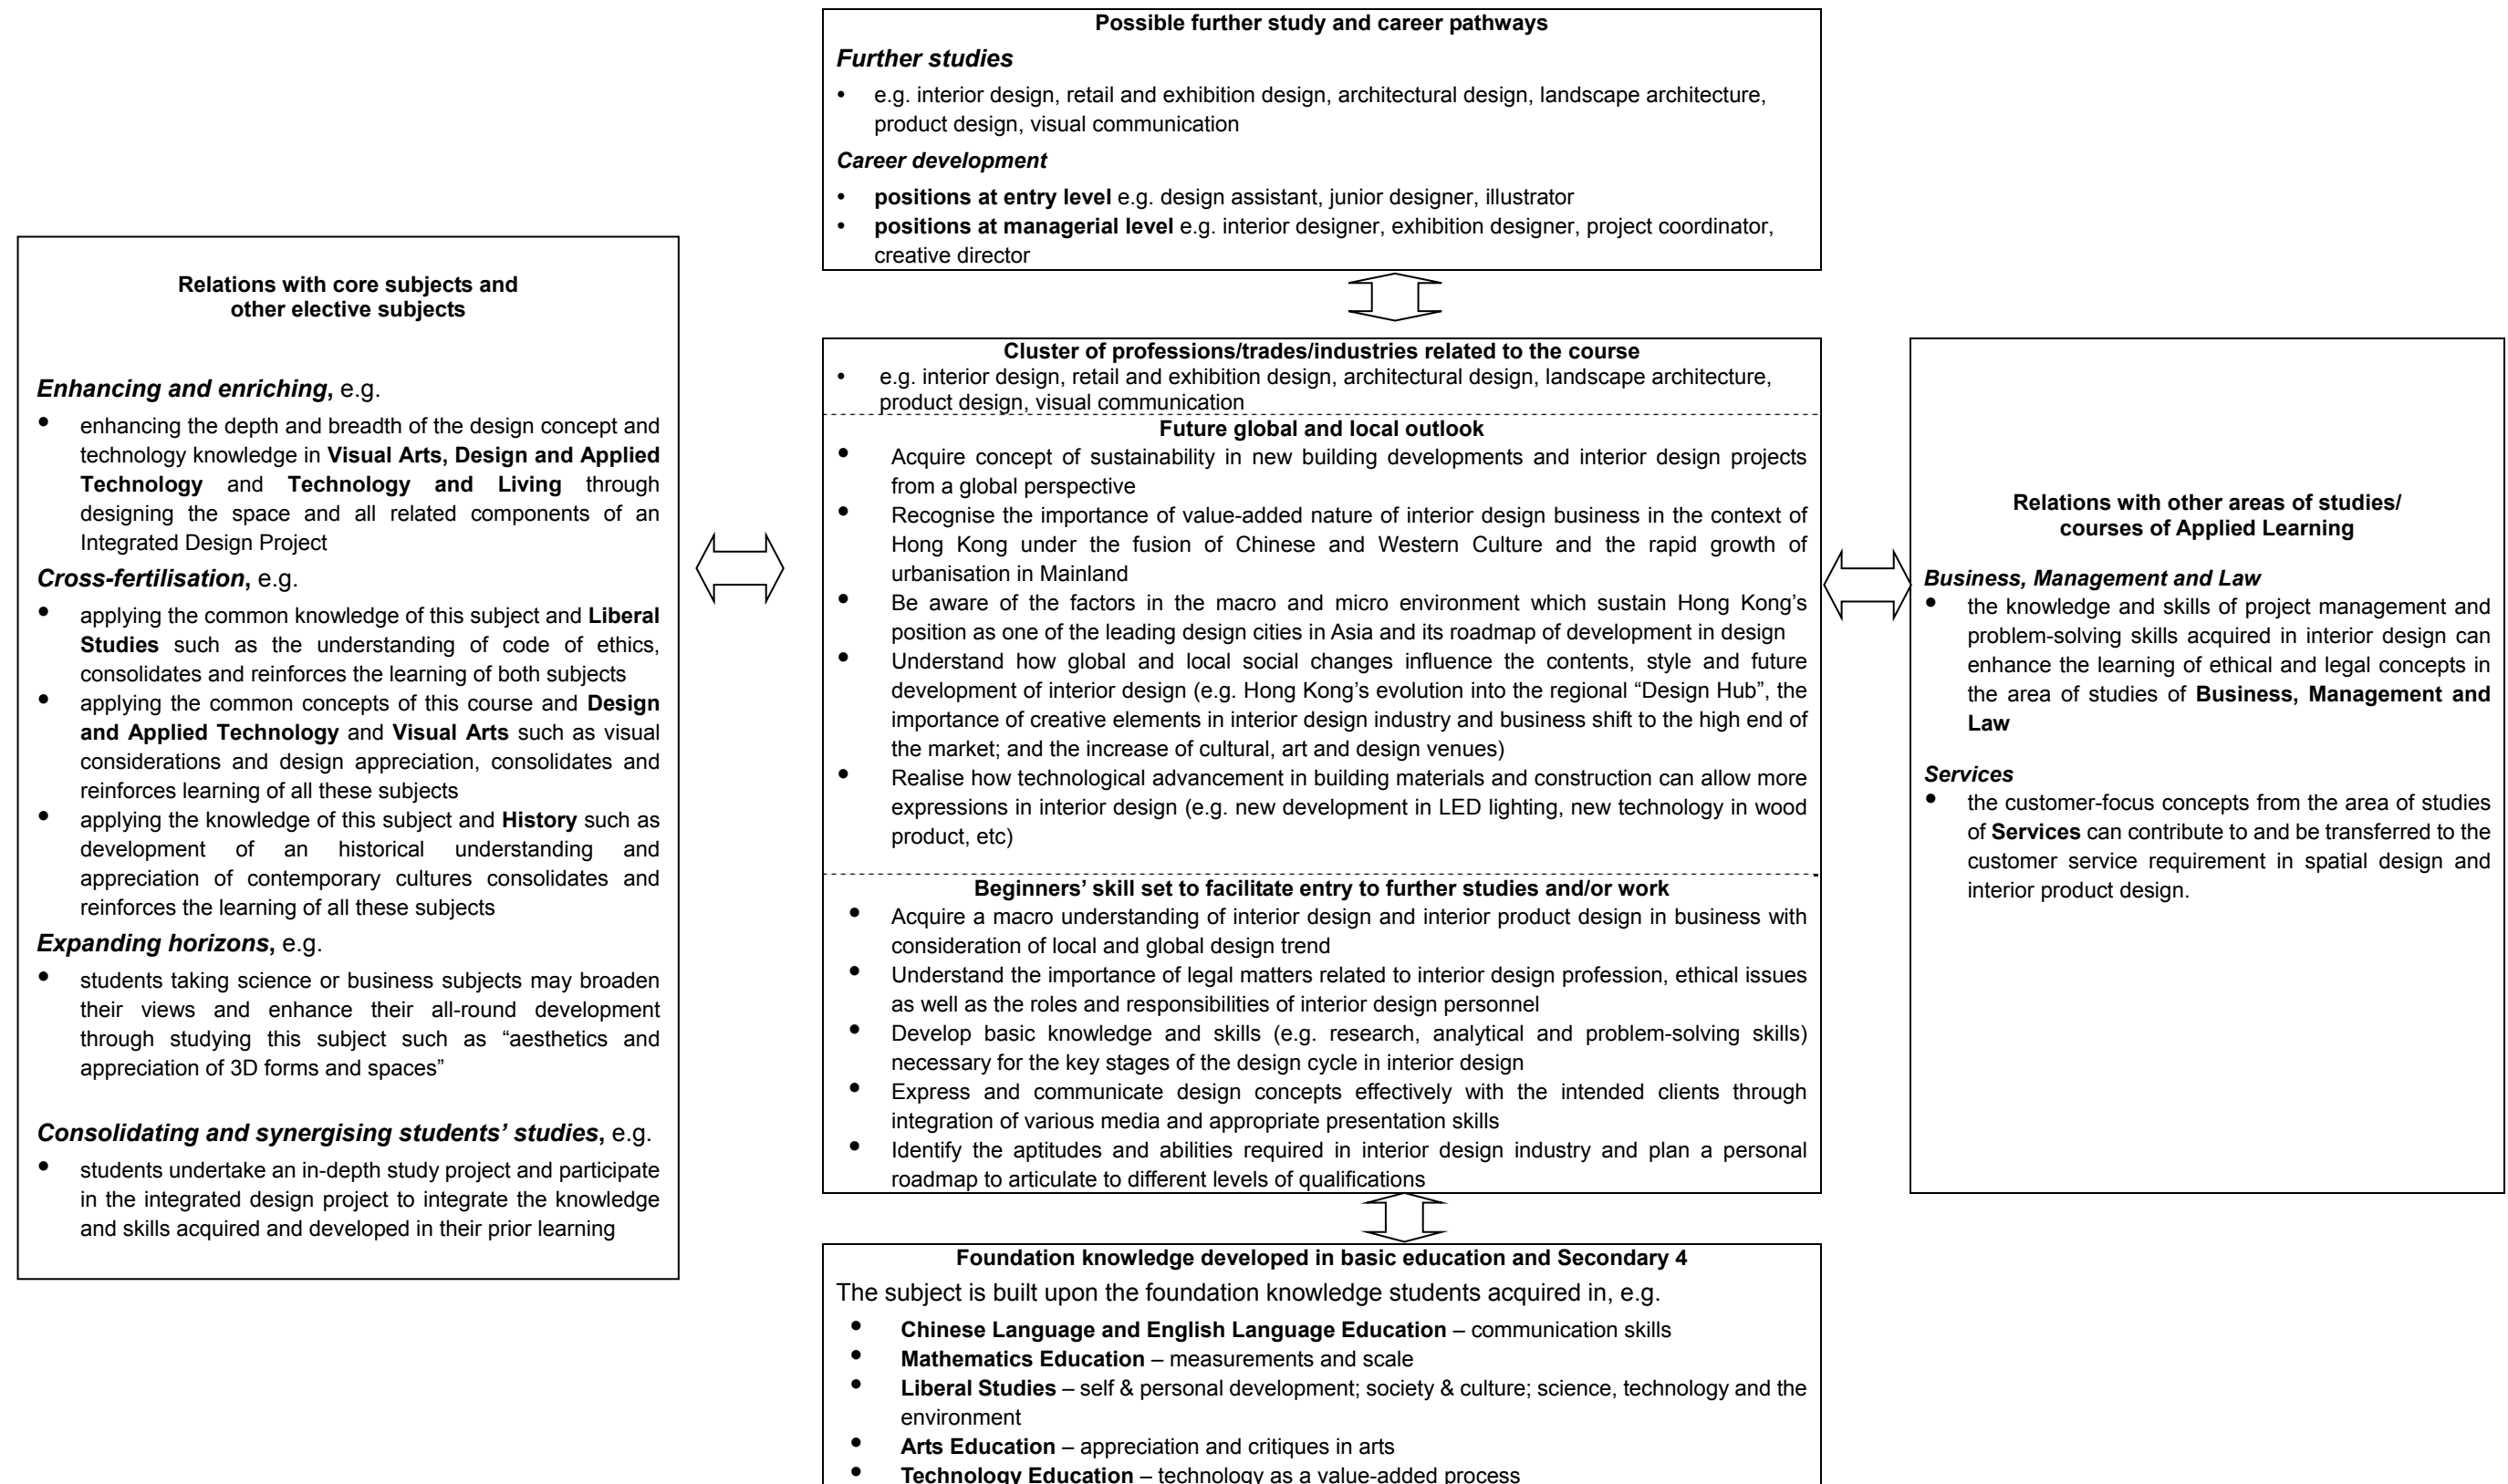 Possible further study and career pathways
Further studies
• e.g. interior design, retail and exhibition design, architectural design, landscape architecture,
product design, visual communication
Career development
• positions at entry level e.g. design assistant, junior designer, illustrator
• positions at managerial level e.g. interior designer, exhibition designer, project coordinator,
creative director
Relations with core subjects and
other elective subjects
Enhancing and enriching, e.g.
• enhancing the depth and breadth of the design concept and
technology knowledge in Visual Arts, Design and Applied
Technology and Technology and Living through
designing the space and all related components of an
Integrated Design Project
Cross-fertilisation, e.g.
• applying the common knowledge of this subject and Liberal
Studies such as the understanding of code of ethics,
consolidates and reinforces the learning of both subjects
• applying the common concepts of this course and Design
and Applied Technology and Visual Arts such as visual
considerations and design appreciation, consolidates and
reinforces learning of all these subjects
• applying the knowledge of this subject and History such as
development of an historical understanding and
appreciation of contemporary cultures consolidates and
reinforces the learning of all these subjects
Expanding horizons, e.g.
• students taking science or business subjects may broaden
their views and enhance their all-round development
through studying this subject such as “aesthetics and
appreciation of 3D forms and spaces”
Consolidating and synergising students’ studies, e.g.
• students undertake an in-depth study project and participate
in the integrated design project to integrate the knowledge
and skills acquired and developed in their prior learning
Cluster of professions/trades/industries related to the course
• e.g. interior design, retail and exhibition design, architectural design, landscape architecture,
product design, visual communication
Future global and local outlook
• Acquire concept of sustainability in new building developments and interior design projects
from a global perspective
• Recognise the importance of value-added nature of interior design business in the context of
Hong Kong under the fusion of Chinese and Western Culture and the rapid growth of
urbanisation in Mainland
• Be aware of the factors in the macro and micro environment which sustain Hong Kong’s
position as one of the leading design cities in Asia and its roadmap of development in design
• Understand how global and local social changes influence the contents, style and future
development of interior design (e.g. Hong Kong’s evolution into the regional “Design Hub”, the
importance of creative elements in interior design industry and business shift to the high end of
the market; and the increase of cultural, art and design venues)
• Realise how technological advancement in building materials and construction can allow more
expressions in interior design (e.g. new development in LED lighting, new technology in wood
product, etc)
Beginners’ skill set to facilitate entry to further studies and/or work
• Acquire a macro understanding of interior design and interior product design in business with
consideration of local and global design trend
• Understand the importance of legal matters related to interior design profession, ethical issues
as well as the roles and responsibilities of interior design personnel
• Develop basic knowledge and skills (e.g. research, analytical and problem-solving skills)
necessary for the key stages of the design cycle in interior design
• Express and communicate design concepts effectively with the intended clients through
integration of various media and appropriate presentation skills
• Identify the aptitudes and abilities required in interior design industry and plan a personal
roadmap to articulate to different levels of qualifications
Relations with other areas of studies/
courses of Applied Learning
Business, Management and Law
• the knowledge and skills of project management and
problem-solving skills acquired in interior design can
enhance the learning of ethical and legal concepts in
the area of studies of Business, Management and
Law
Services
• the customer-focus concepts from the area of studies
of Services can contribute to and be transferred to the
customer service requirement in spatial design and
interior product design.
Foundation knowledge developed in basic education and Secondary 4
The subject is built upon the foundation knowledge students acquired in, e.g.
• Chinese Language and English Language Education – communication skills
• Mathematics Education – measurements and scale
• Liberal Studies – self & personal development; society & culture; science, technology and the
environment
• Arts Education – appreciation and critiques in arts
• Technology Education – technology as a value-added process